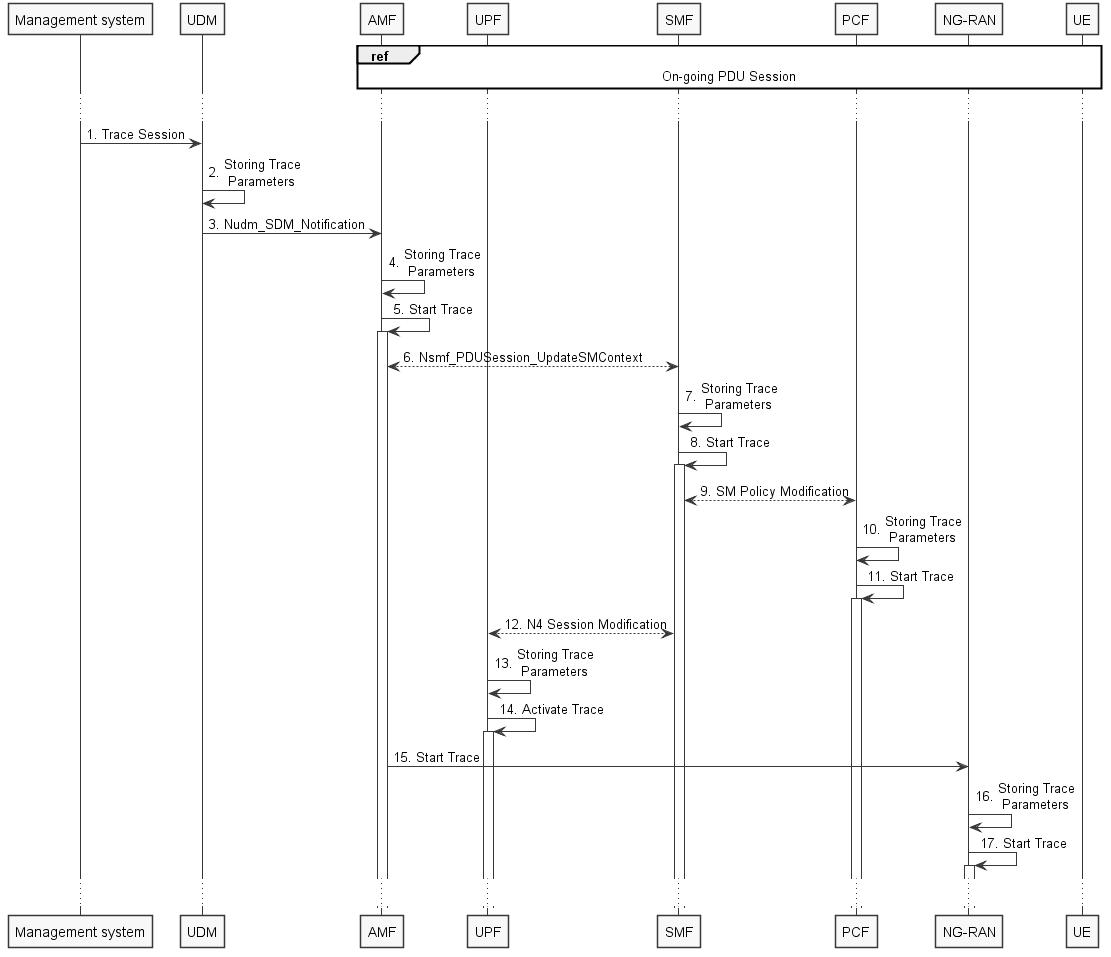 Management system
UDM
AMF
UPF
SMF
PCF
NG-RAN
UE
ref
On-going PDU Session
1. Trace Session
2. Storing Trace
Parameters
3. Nudm_SDM_Notification
4. Storing Trace
Parameters
5. Start Trace
6. Nsmf_PDUSession_UpdateSMContext
7. Storing Trace
Parameters
8. Start Trace
9. SM Policy Modification
10. Storing Trace
Parameters
11. Start Trace
12. N4 Session Modification
13. Storing Trace
Parameters
14. Activate Trace
15. Start Trace
16. Storing Trace
Parameters
17. Start Trace
Management system
UDM
AMF
UPF
SMF
PCF
NG-RAN
UE